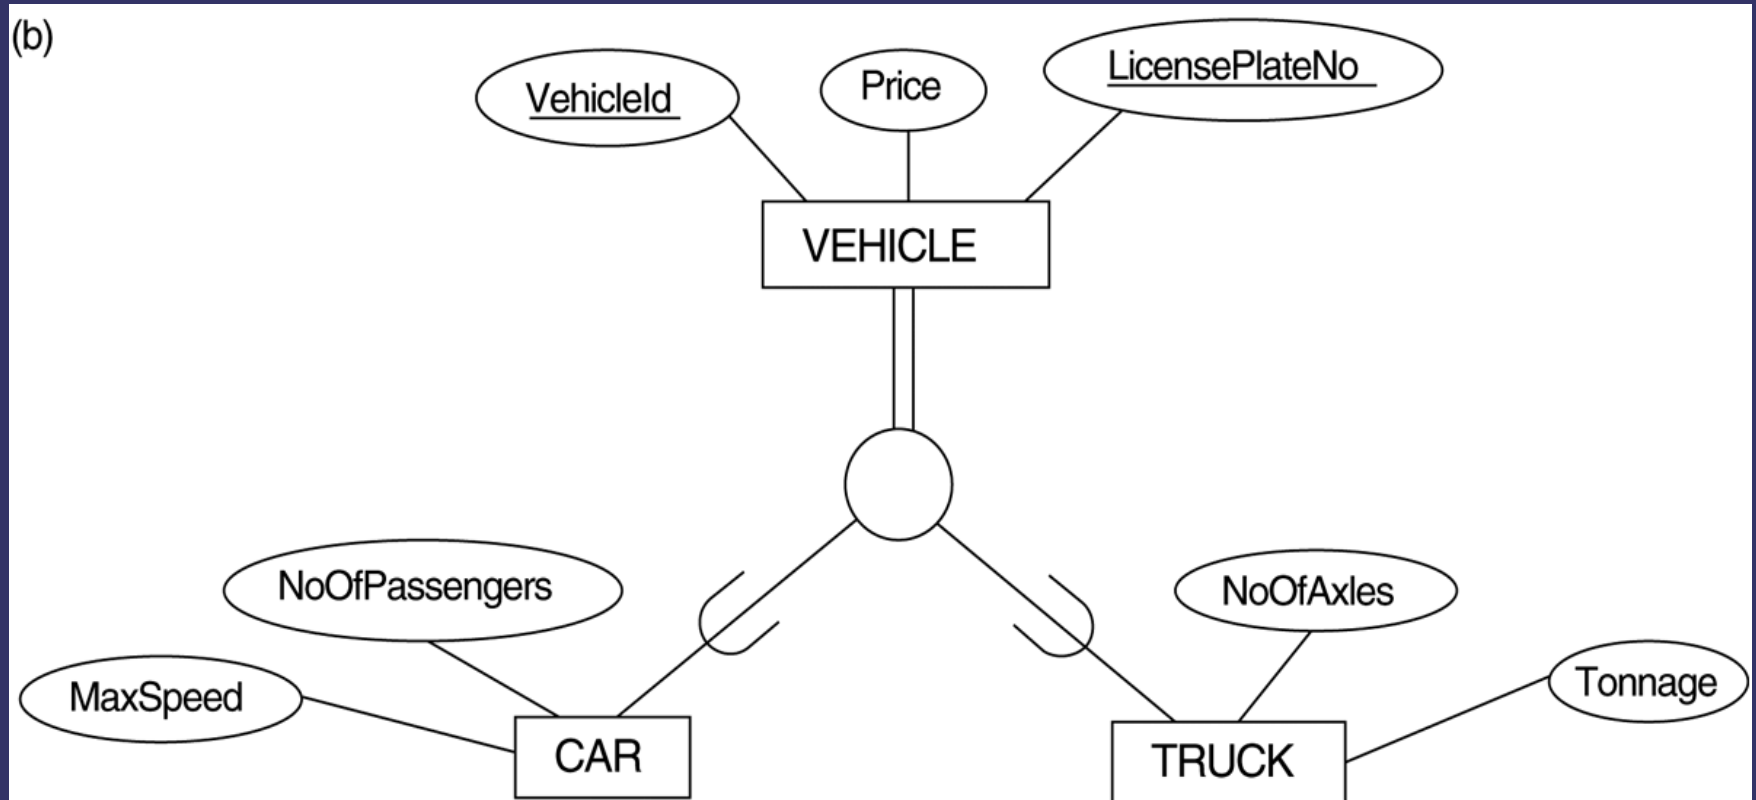 (b)
VehicleId
Price
LicensePlateNo
VEHICLE
NoOfPassengers
NoOfAxles
MaxSpeed
Tonnage
CAR
TRUCK